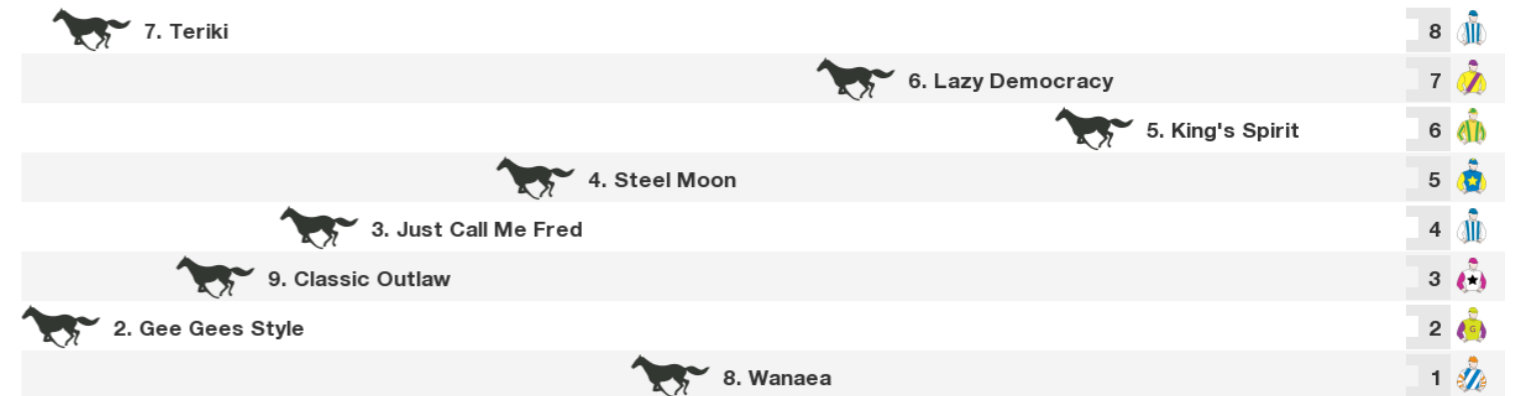 7. Teriki 8
6. Lazy Democracy 7
5. King's Spirit 6
4. Steel Moon 5
3. Just Call Me Fred 4
9. Classic Outlaw 3
2. Gee Gees Style 2 G
8. Wanaea 1